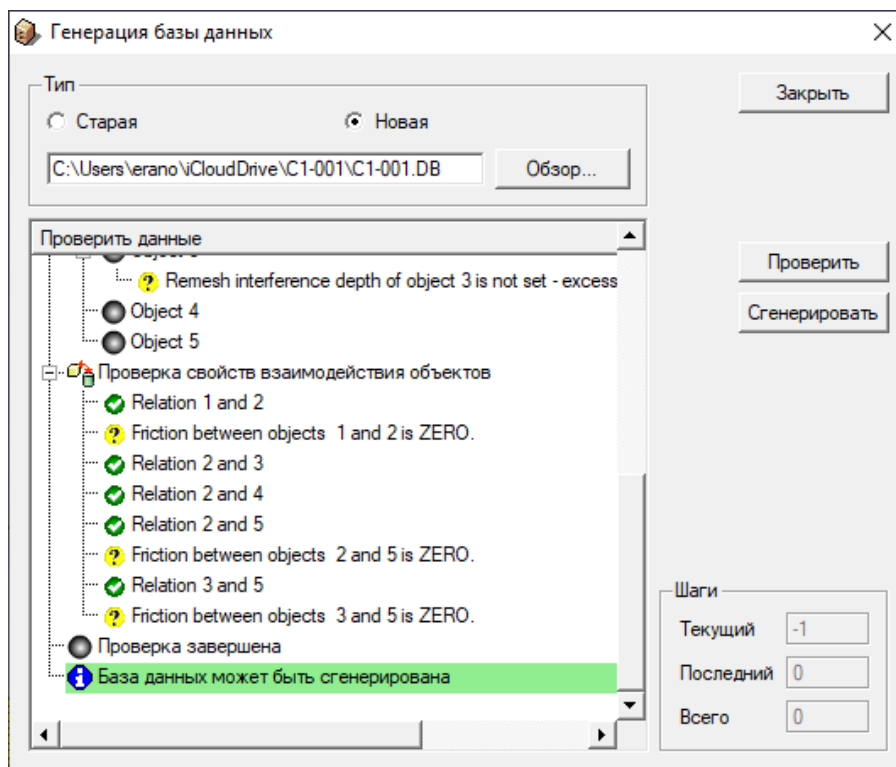 Генерация базы данных
Тип
Старая
Новая
C:\Users\erano\iCloudDrive\C1-001\C1-001.DB
Обзор...
Закрыть
Проверить данные
Remesh interference depth of object 3 is not set - excess
Object 4
Object 5
Проверка свойств взаимодействия объектов
Relation 1 and 2
Friction between objects 1 and 2 is ZERO.
Relation 2 and 3
Relation 2 and 4
Relation 2 and 5
Friction between objects 2 and 5 is ZERO.
Relation 3 and 5
Friction between objects 3 and 5 is ZERO.
Проверка завершена
База данных может быть сгенерирована
Проверить
Сгенерировать
Шаги
Текущий -1
Последний 0
Всего 0